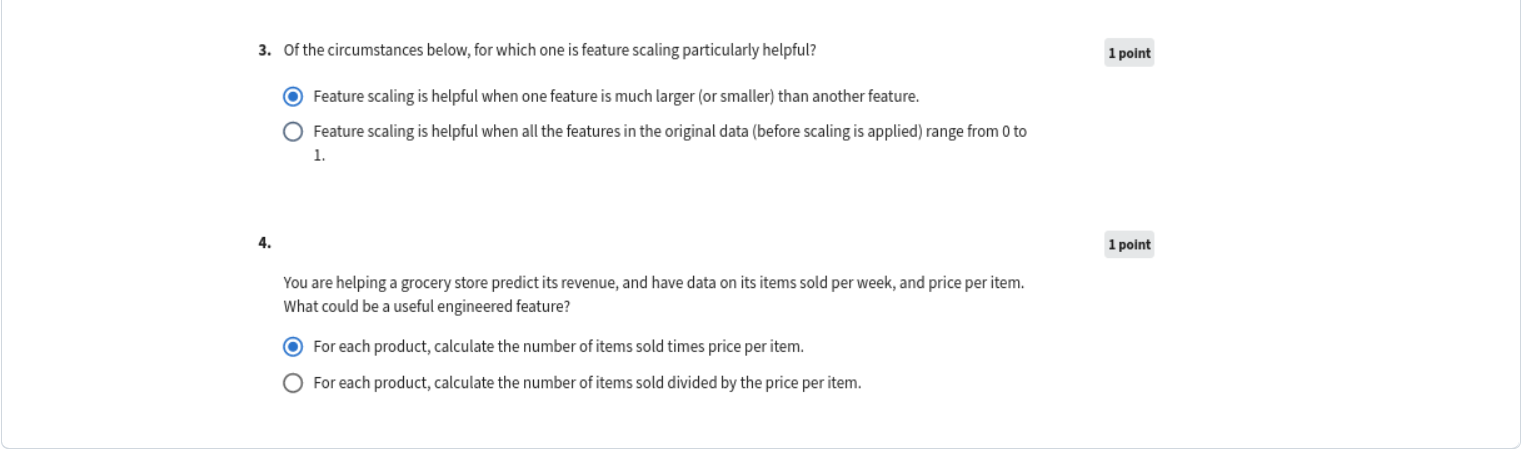 3. Of the circumstances below, for which one is feature scaling particularly helpful?
1 point
Feature scaling is helpful when one feature is much larger (or smaller) than another feature.
Feature scaling is helpful when all the features in the original data (before scaling is applied) range from 0 to
1.
4.
1 point
You are helping a grocery store predict its revenue, and have data on its items sold per week, and price per item.
What could be a useful engineered feature?
For each product, calculate the number of items sold times price per item.
For each product, calculate the number of items sold divided by the price per item.